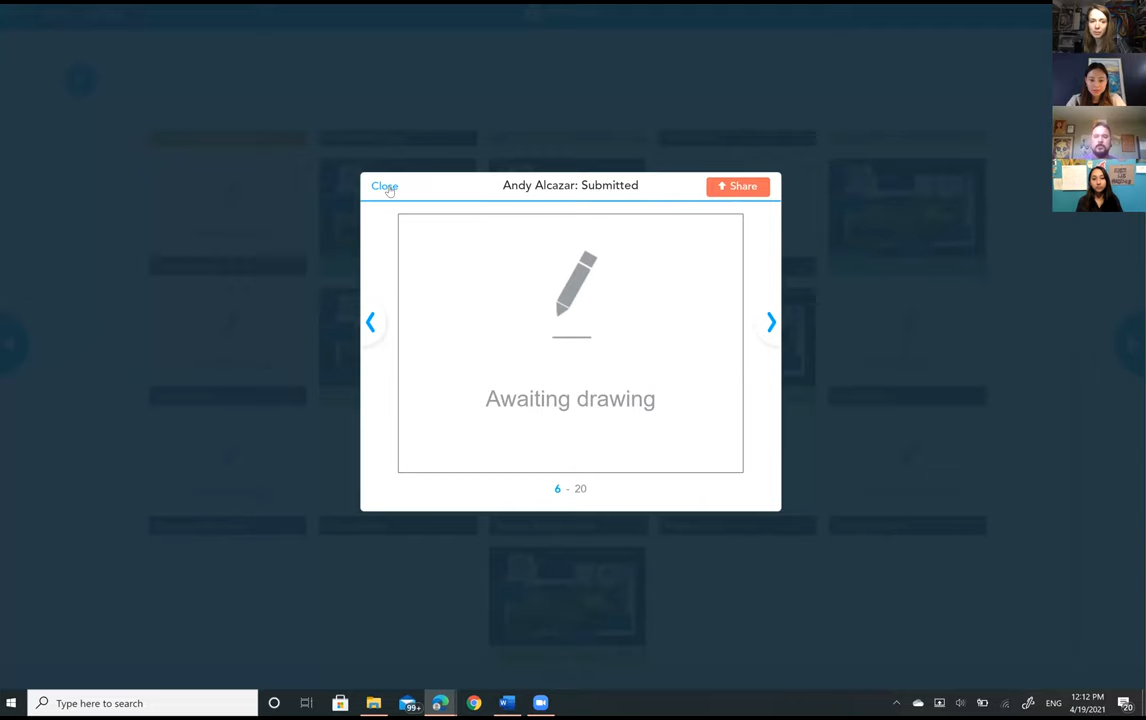 Close
Andy Alcazar: Submitted
Share
Awaiting drawing
6 - 20
Type here to search
99+
ENG
12:12 PM
4/19/2021
20